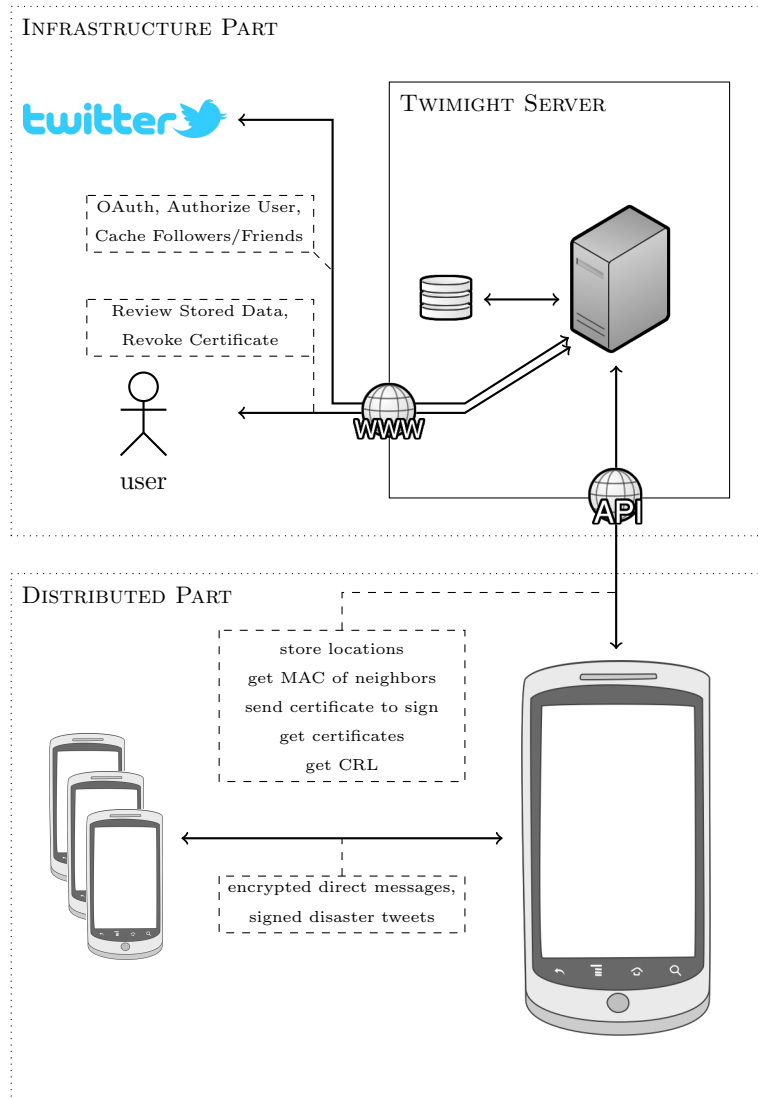 INFRASTRUCTURE PART
twitter
TWIMIGHT SERVER
OAuth, Authorize User,
Cache Followers/Friends
Review Stored Data,
Revoke Certificate
WWW
user
API
DISTRIBUTED PART
store locations
get MAC of neighbors
send certificate to sign
get certificates
get CRL
encrypted direct messages,
signed disaster tweets